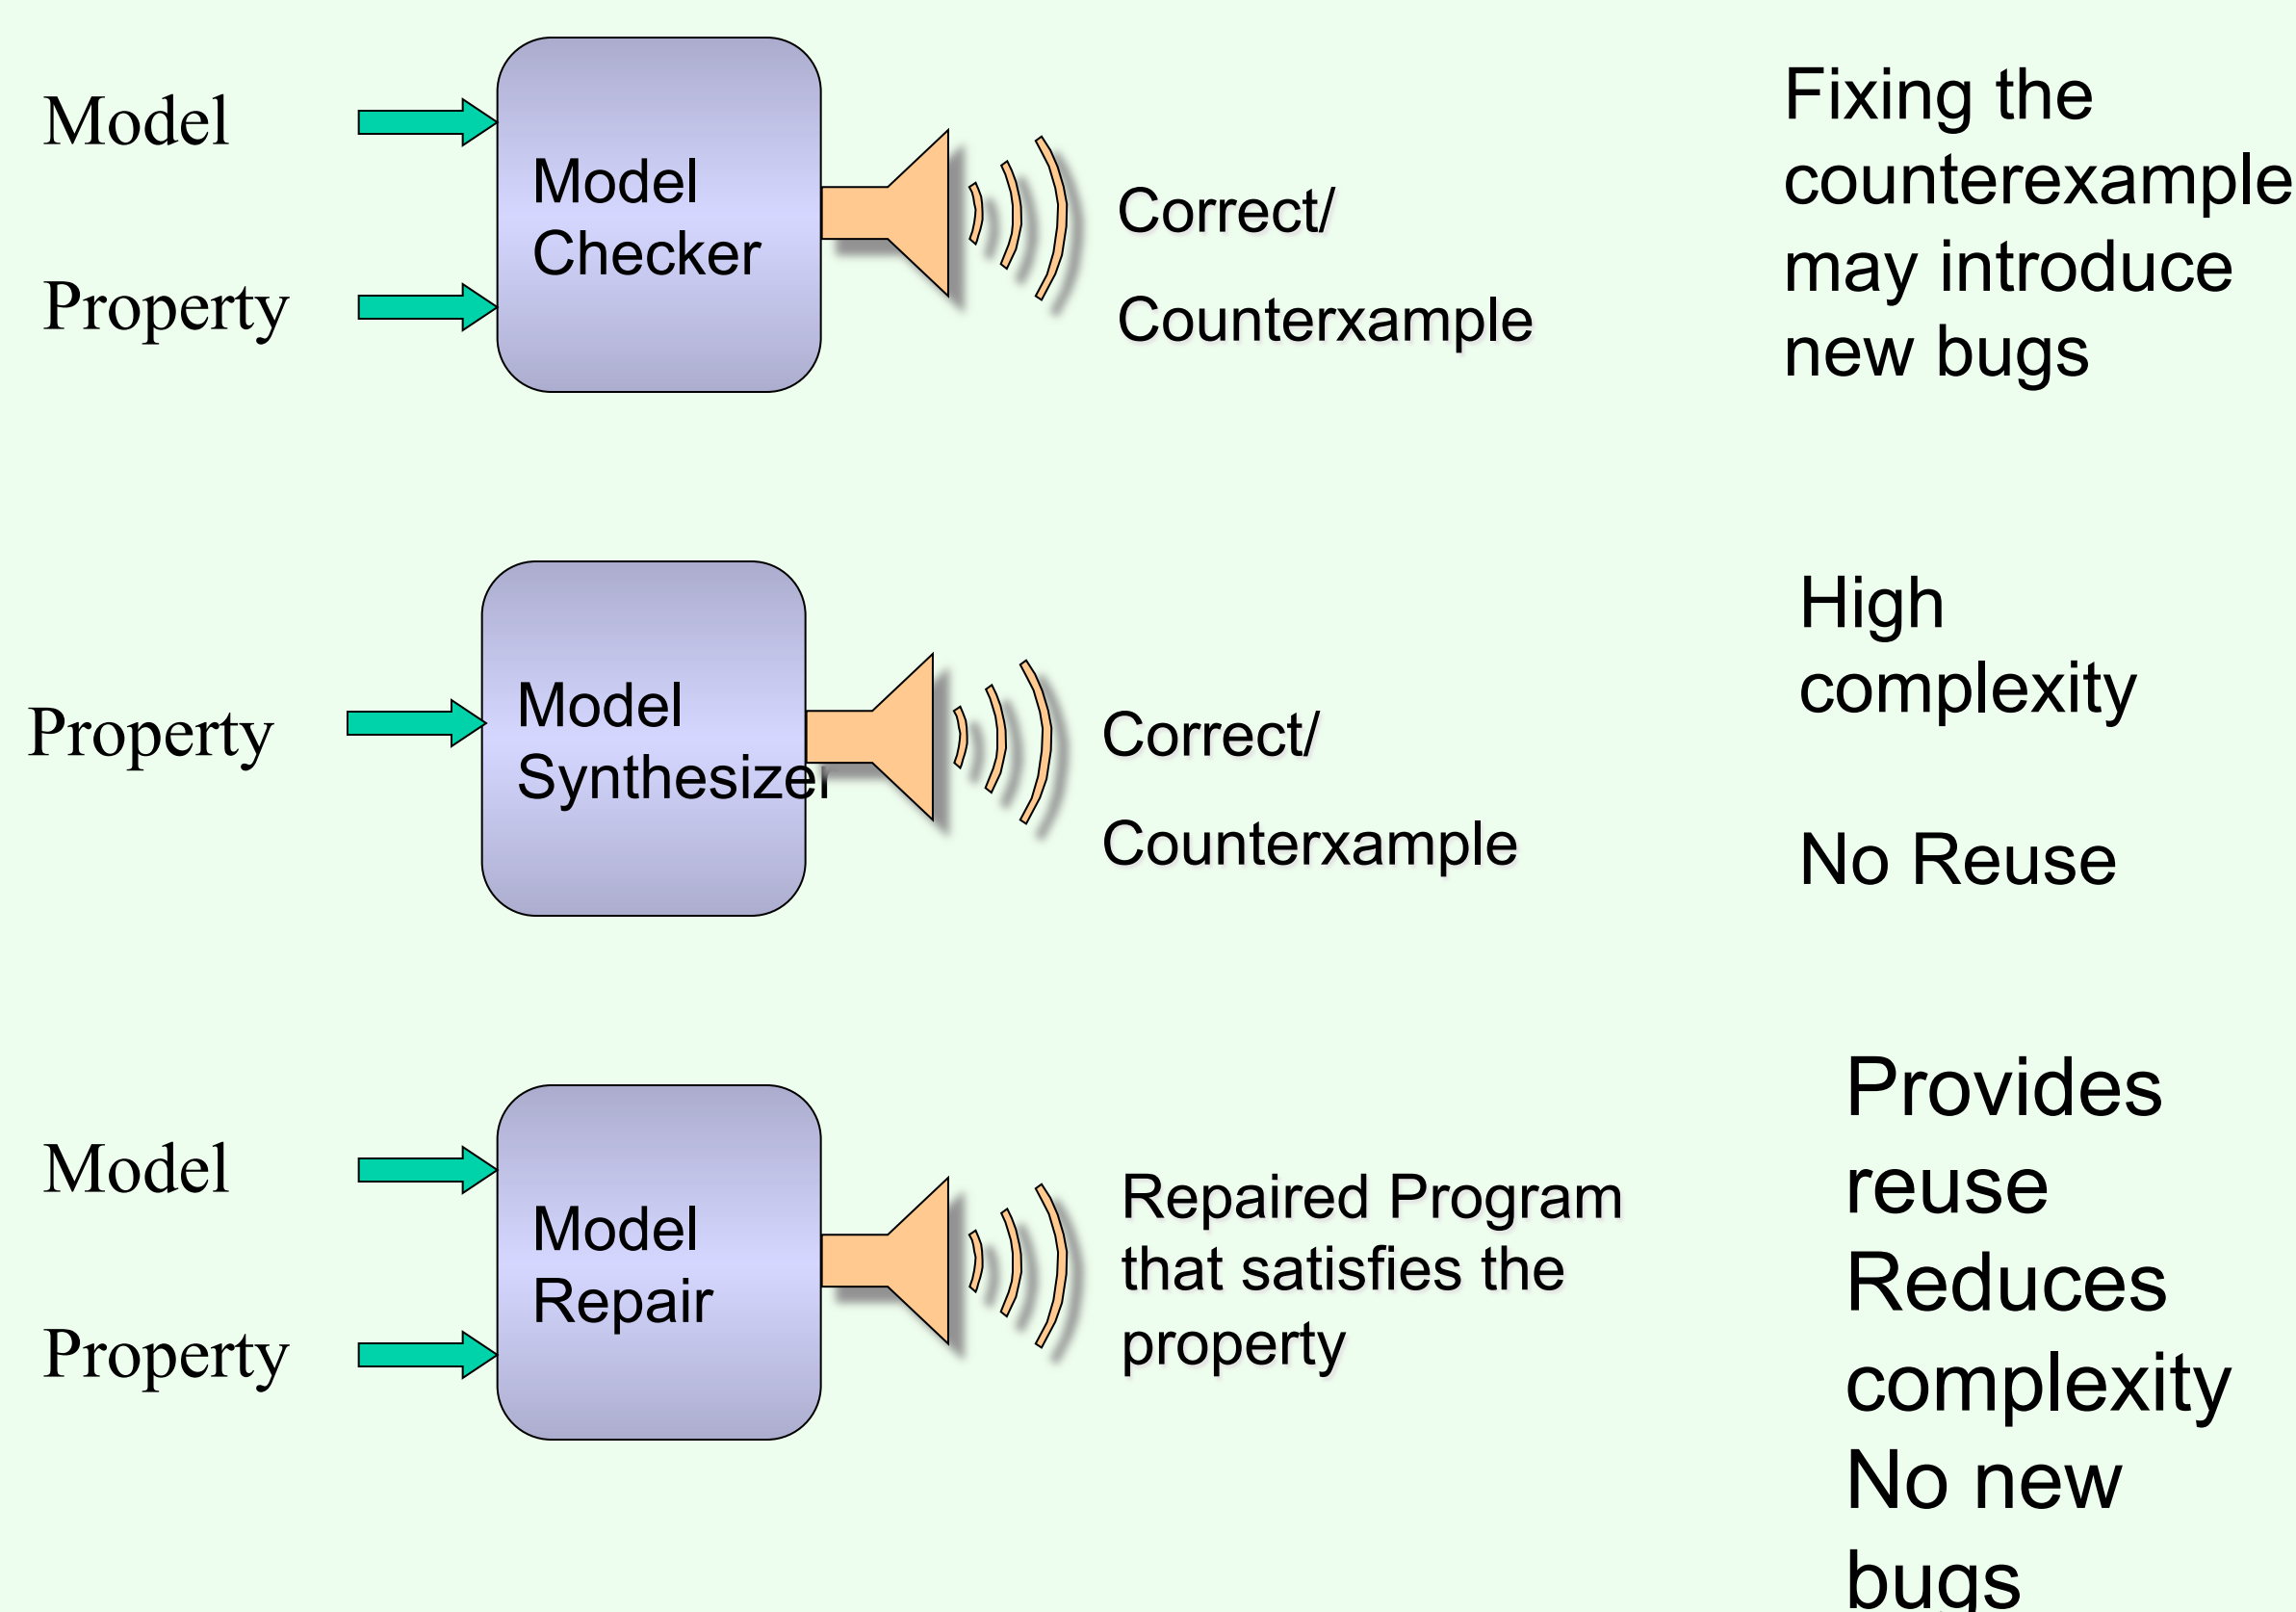 Model
Property
Model
Checker
Correct/
Counterxample
Fixing the
counterexample
may introduce
new bugs
Property
Model
Synthesizer
Correct/
Counterxample
High
complexity
No Reuse
Model
Property
Model
Repair
Repaired Program
that satisfies the
property
Provides
reuse
Reduces
complexity
No new
bugs